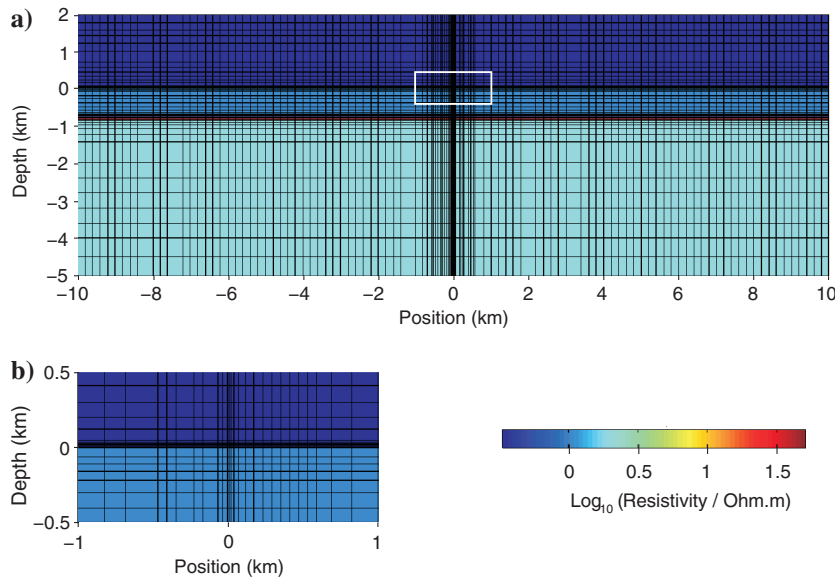 a)
2
1
0
−1
−2
−3
−4
−5
Depth (km)
−10 −8 −6 −4 −2 0 2 4 6 8 10
Position (km)
b)
0.5
0
−0.5
Depth (km)
−1 0 1
Position (km)
0 0.5 1 1.5
Log10 (Resistivity / Ohm.m)